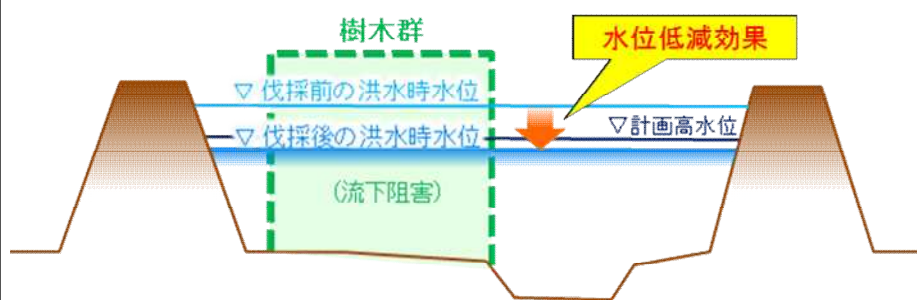 樹木群
水位低減効果
▽伐採前の洪水時水位
▽計画高水位
▽伐採後の洪水時水位
(流下阻害)